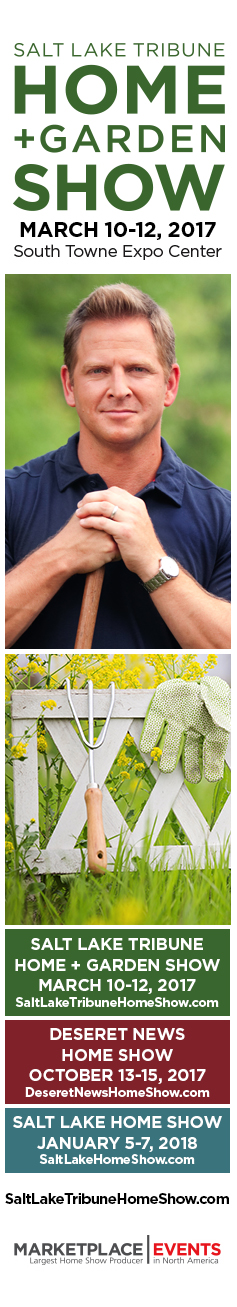 SALT LAKE TRIBUNE
HOME
+GARDEN
SHOW
MARCH 10-12, 2017
South Towne Expo Center
SALT LAKE TRIBUNE
HOME + GARDEN SHOW
MARCH 10-12, 2017
SaltLakeTribuneHomeShow.com
DESERET NEWS
HOME SHOW
OCTOBER 13-15, 2017
DeseretNewsHomeShow.com
SALT LAKE HOME SHOW
JANUARY 5-7, 2018
SaltLakeHomeShow.com
SaltLakeTribuneHomeShow.com
MARKETPLACE EVENTS
Largest Home Show Producer in North America